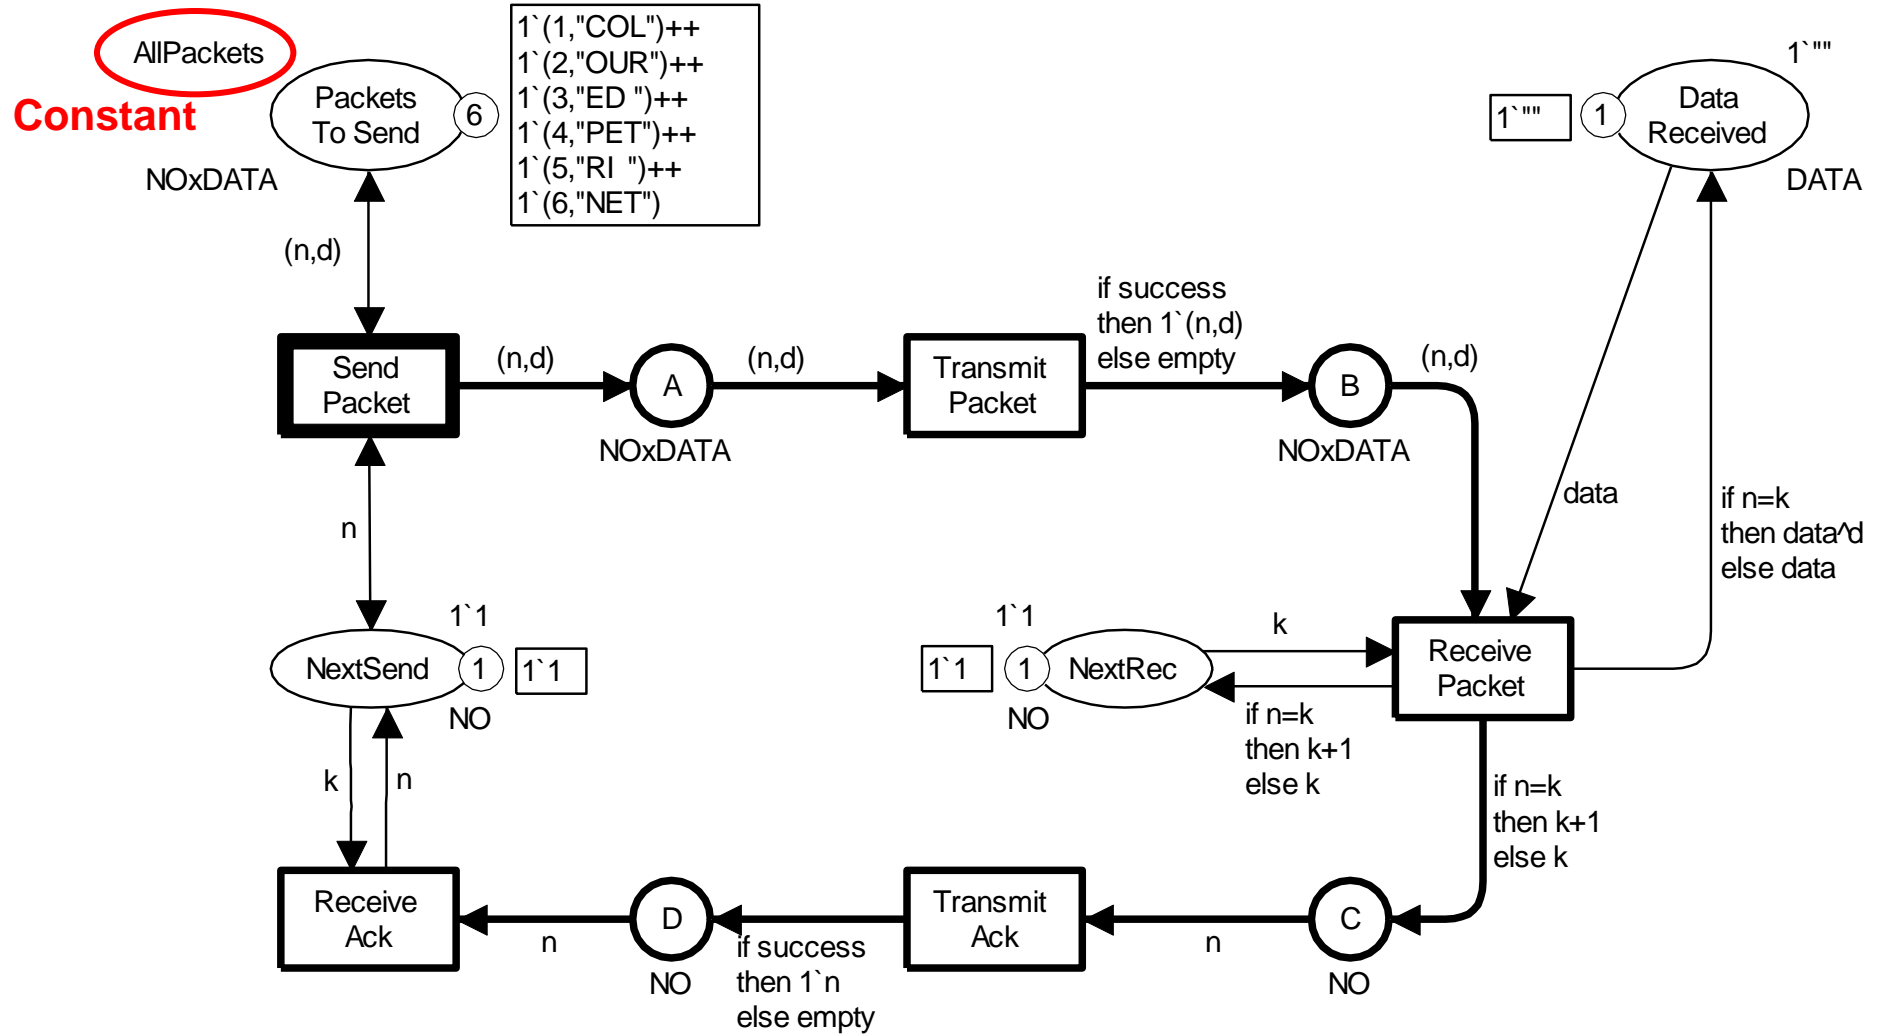 AllPackets
Constant
Packets
To Send
6
NOxDATA
1`(1,"COL")++
1`(2,"OUR")++
1`(3,"ED ")++
1`(4,"PET")++
1`(5,"RI  ")++
1`(6,"NET")
1`""
1`""
1
Data
Received
DATA
(n,d)
Send
Packet
(n,d)
A
NOxDATA
(n,d)
Transmit
Packet
if success
then 1`(n,d)
else empty
B
NOxDATA
(n,d)
data
if n=k
then data^d
else data
n
1`1
NextSend
1
1`1
NO
1`1
1`1
1
NextRec
NO
k
if n=k
then k+1
else k
Receive
Packet
if n=k
then k+1
else k
k
n
Receive
Ack
n
D
NO
if success
then 1`n
else empty
Transmit
Ack
n
C
NO